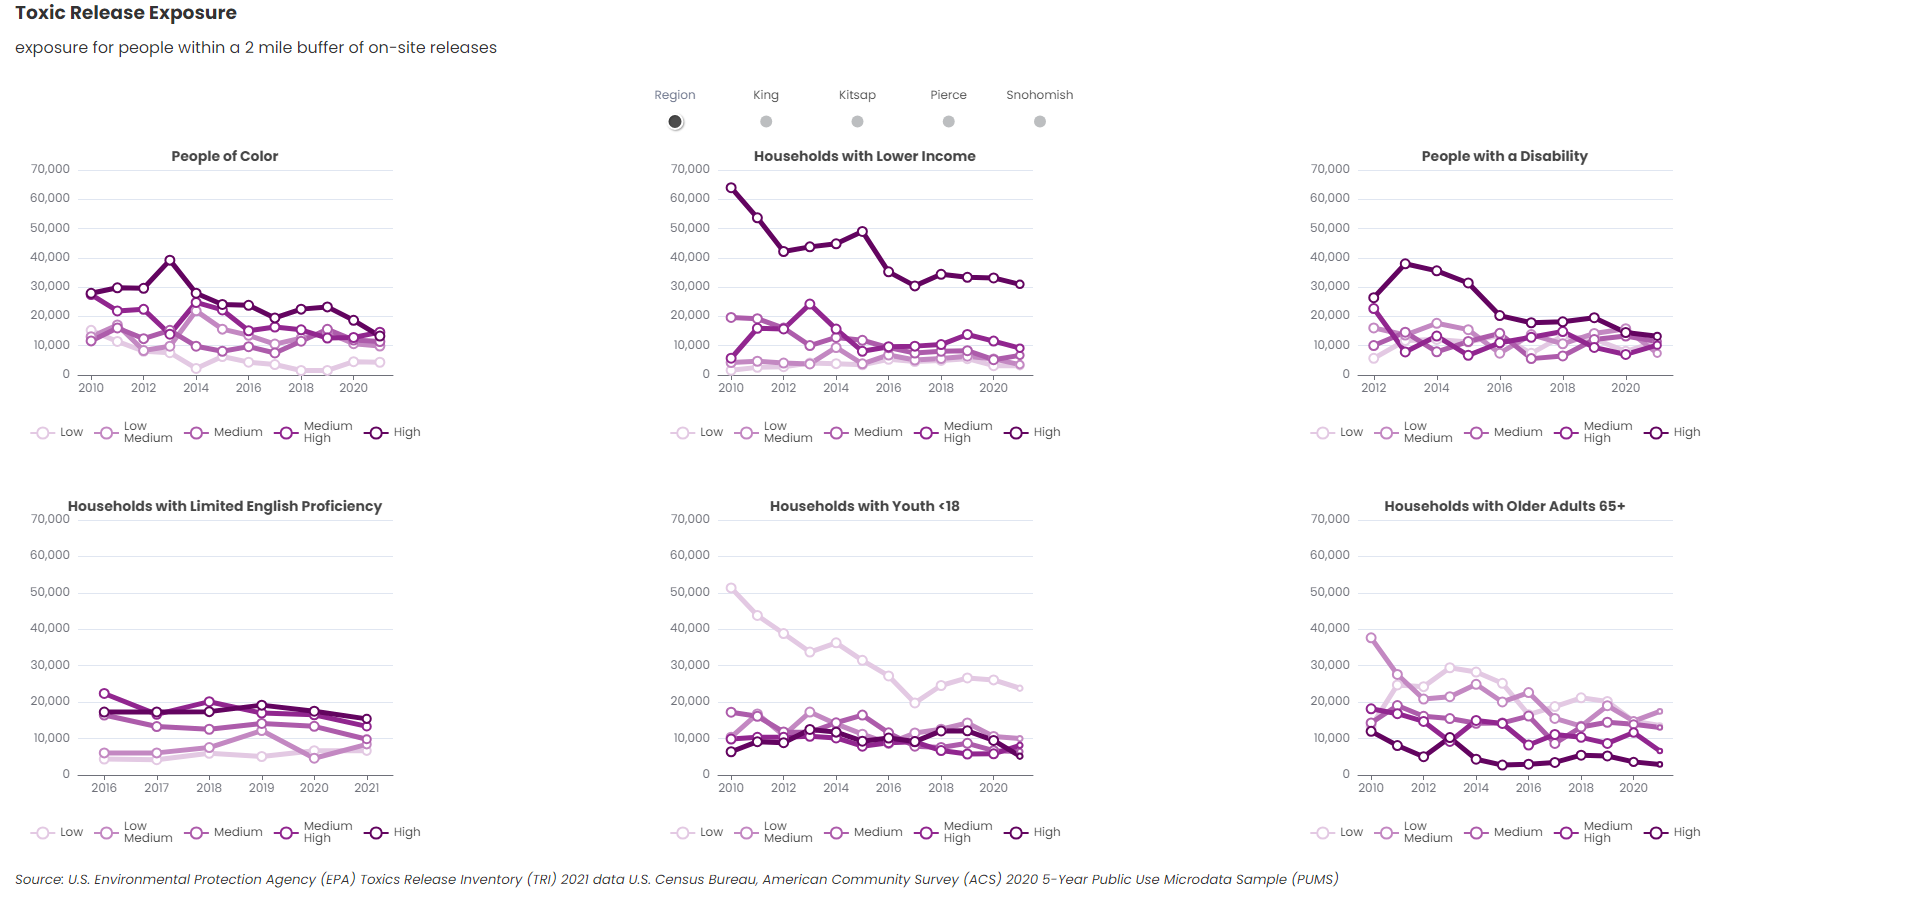 Toxic Release Exposure
exposure for people within a 2 mile buffer of on-site releases
Region King Kitsap Pierce Snohomish
People of Color
70,000
60,000
50,000
40,000
30,000
20,000
10,000
0
2010 2012 2014 2016 2018 2020
Low Low Medium Medium Medium High High
Households with Lower Income
70,000
60,000
50,000
40,000
30,000
20,000
10,000
0
2010 2012 2014 2016 2018 2020
Low Low Medium Medium Medium High High
People with a Disability
70,000
60,000
50,000
40,000
30,000
20,000
10,000
0
2012 2014 2016 2018 2020
Low Low Medium Medium Medium High High
Households with Limited English Proficiency
70,000
60,000
50,000
40,000
30,000
20,000
10,000
0
2016 2017 2018 2019 2020 2021
Low Low Medium Medium Medium High High
Households with Youth <18
70,000
60,000
50,000
40,000
30,000
20,000
10,000
0
2010 2012 2014 2016 2018 2020
Low Low Medium Medium Medium High High
Households with Older Adults 65+
70,000
60,000
50,000
40,000
30,000
20,000
10,000
0
2010 2012 2014 2016 2018 2020
Low Low Medium Medium Medium High High
Source: U.S. Environmental Protection Agency (EPA) Toxics Release Inventory (TRI) 2021 data U.S. Census Bureau, American Community Survey (ACS) 2020 5-Year Public Use Microdata Sample (PUMS)